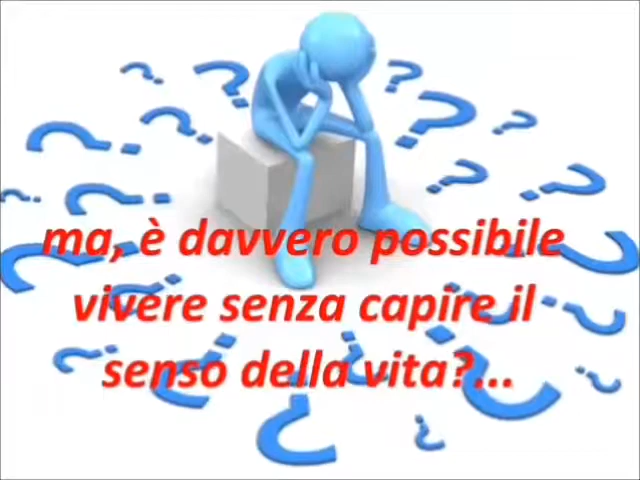 ma, è davvero possibile
vivere senza capire il
senso della vita?...